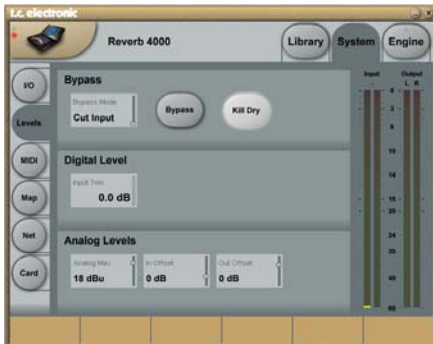 t.c. electronic
Reverb 4000
Library
System
Engine
I/O
Levels
MIDI
Map
Net
Card
Bypass
Bypass Mode
Cut Input
Bypass
Kill Dry
Digital Level
Input Trim
0.0 dB
Analog Levels
Analog Max
18 dBu
In Offset
0 dB
Out Offset
0 dB
Input
Output
L R
0
3
6
10
14
18
20
24
30
40
60